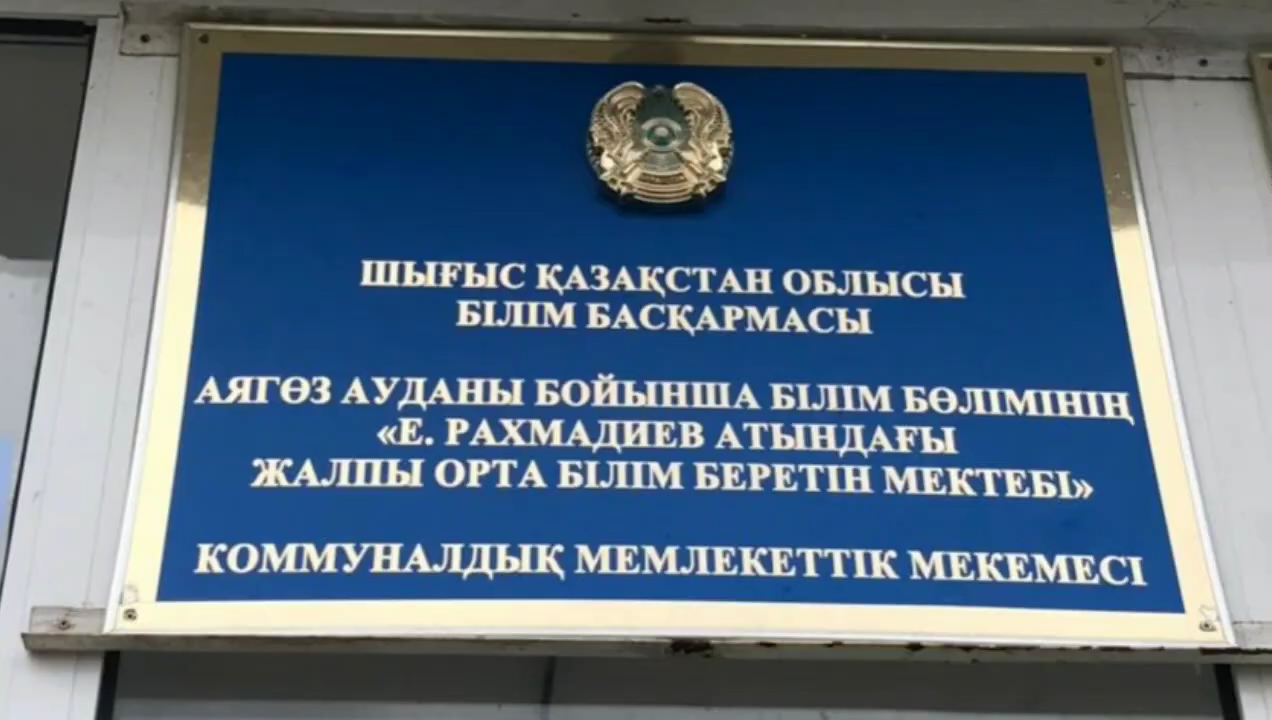 ШЫҒЫС ҚАЗАҚСТАН ОБЛЫСЫ
БІЛІМ БАСҚАРМАСЫ
АЯГӨЗ АУДАНЫ БОЙЫНША БІЛІМ БӨЛІМІНІҢ
«Е. РАХМАДИЕВ АТЫНДАҒЫ
ЖАЛПЫ ОРТА БІЛІМ БЕРЕТІН МЕКТЕБІ»
КОММУНАЛДЫҚ МЕМЛЕКЕТТІК МЕКЕМЕСІ